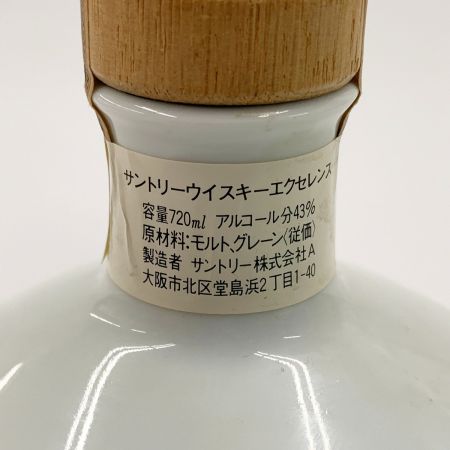 サントリーウイスキーエクセレンス
容量720ml アルコール分43%
原材料:モルト、グレーン〈従価〉
製造者 サントリー株式会社A
大阪市北区堂島浜2丁目1-40